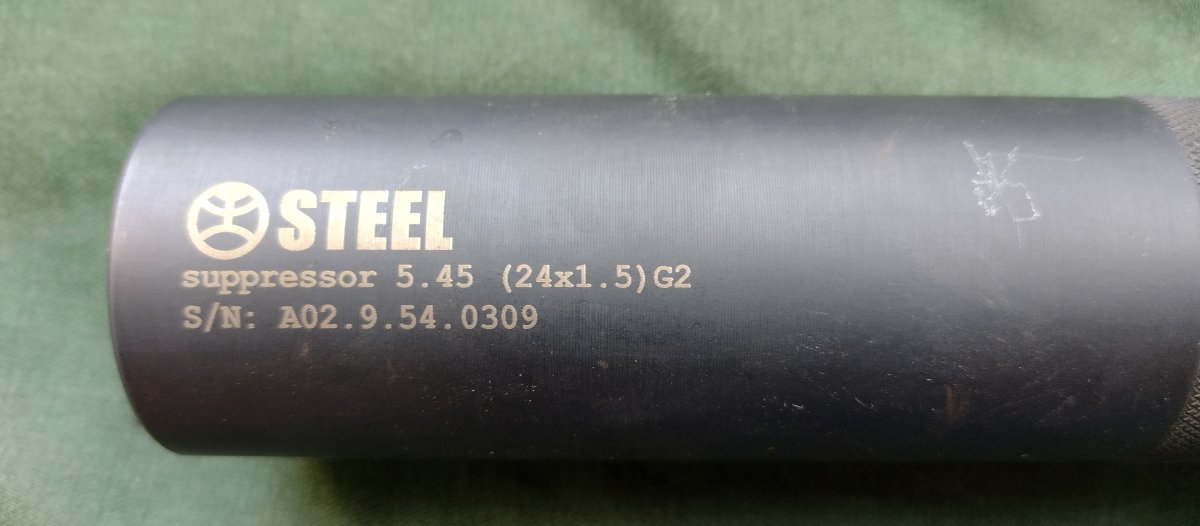 STEEL
suppressor 5.45 (24x1.5)G2
S/N: A02.9.54.0309